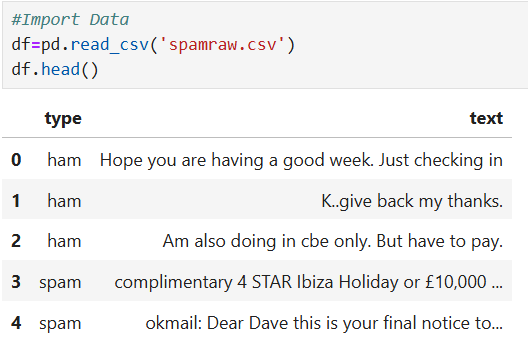 #Import Data
df=pd.read_csv('spamraw.csv')
df.head()
type text
0 ham Hope you are having a good week. Just checking in
1 ham K..give back my thanks.
2 ham Am also doing in cbe only. But have to pay.
3 spam complimentary 4 STAR Ibiza Holiday or £10,000 ...
4 spam okmail: Dear Dave this is your final notice to...